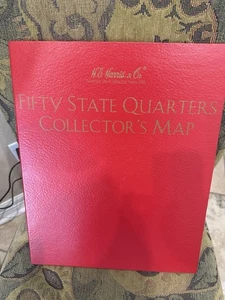 H.E. Harris & Co.®
FIFTY STATE QUARTERS
COLLECTOR'S MAP